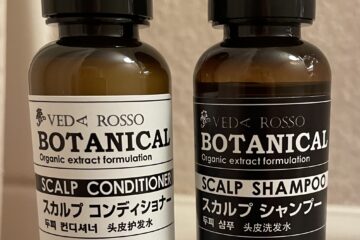 VEDA ROSSO
BOTANICAL
Organic extract formulation
SCALP CONDITIONER
スカルプ コンディショナー
두피 컨디셔너 头皮护发水
VEDA ROSSO
BOTANICAL
Organic extract formulation
SCALP SHAMPOO
スカルプ シャンプー
두피 샴푸 头皮洗发水